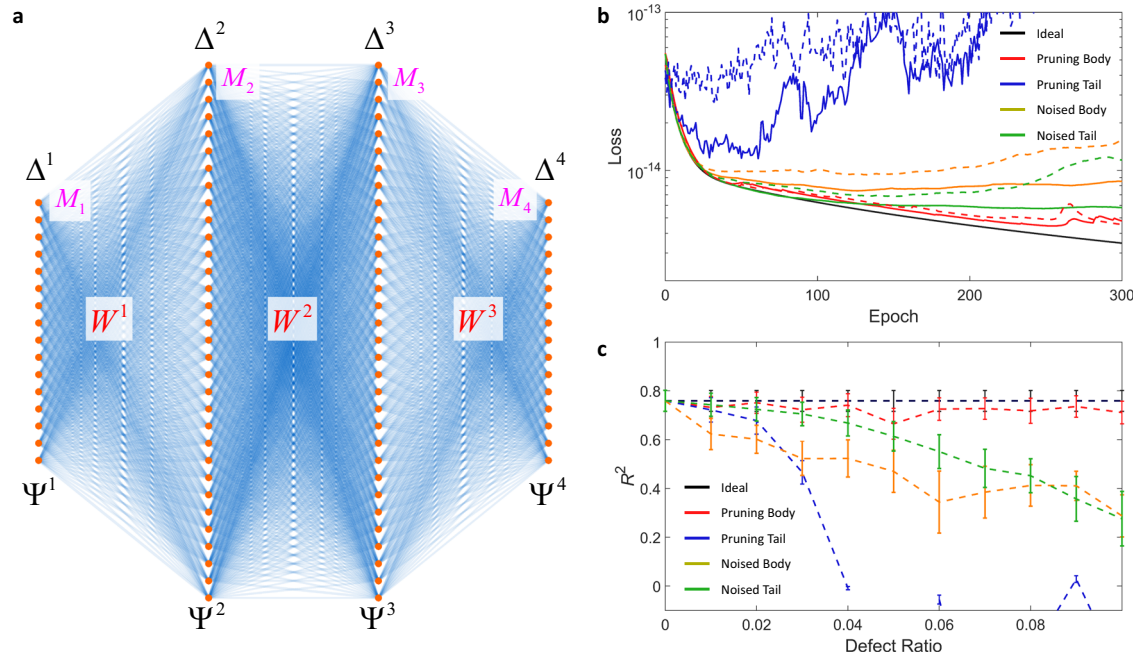 a
Δ² Δ³
M₂ M₃
Δ¹ Δ⁴
M₁ M₄
W¹ W² W³
Ψ¹ Ψ⁴
Ψ² Ψ³
b
10⁻¹³
10⁻¹⁴
Loss
0 100 200 300
Epoch
Ideal
Pruning Body
Pruning Tail
Noised Body
Noised Tail
c
1
0.8
0.6
0.4
0.2
0
R²
0 0.02 0.04 0.06 0.08
Defect Ratio
Ideal
Pruning Body
Pruning Tail
Noised Body
Noised Tail